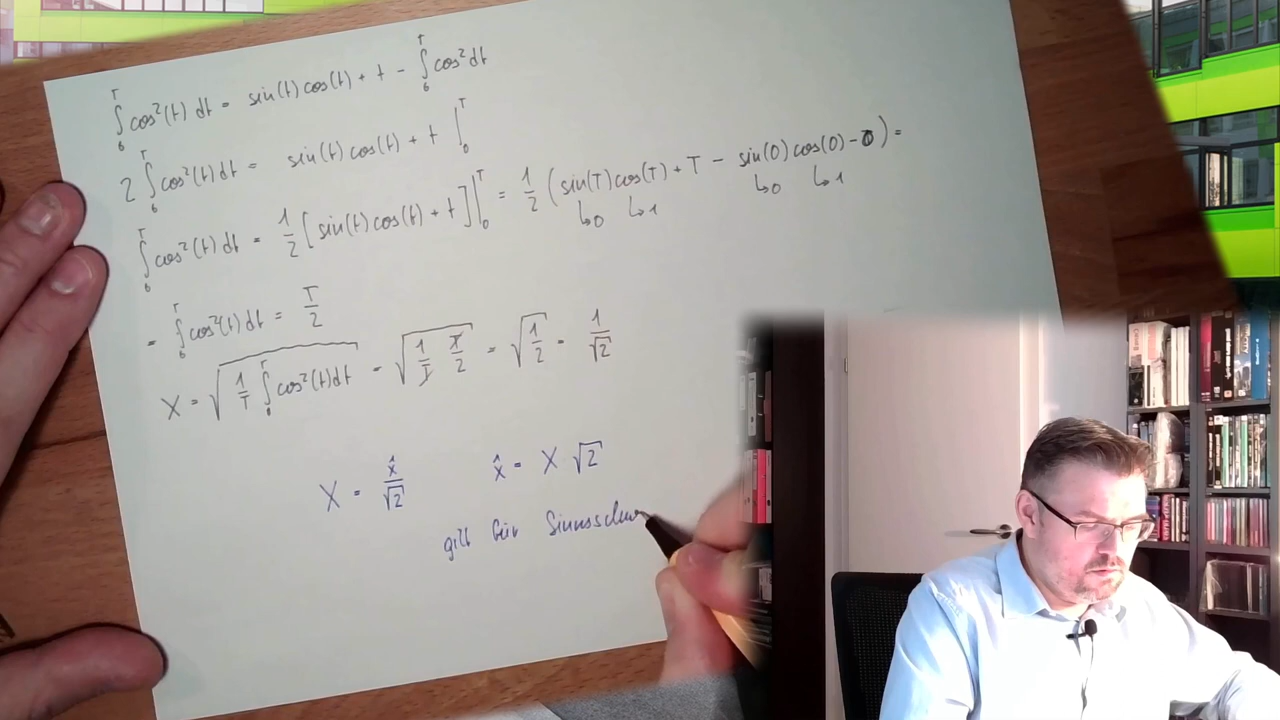 ∫₀ᵀ cos²(t) dt = sin(t) cos(t) + t - ∫₀ᵀ cos² dt
2 ∫₀ᵀ cos²(t) dt = sin(t) cos(t) + t |₀ᵀ
∫₀ᵀ cos²(t) dt = 1/2 [sin(t) cos(t) + t] |₀ᵀ = 1/2 (sin(T) cos(T) + T - sin(0) cos(0) - 0) =
↳0 ↳1 ↳0 ↳1
= ∫₀ᵀ cos²(t) dt = T/2
X = √(1/T ∫₀ᵀ cos²(t) dt) = √(1/T T/2) = √(1/2) = 1/√2
X = x̂/√2 x̂ = X √2
gilt für Sinusschw